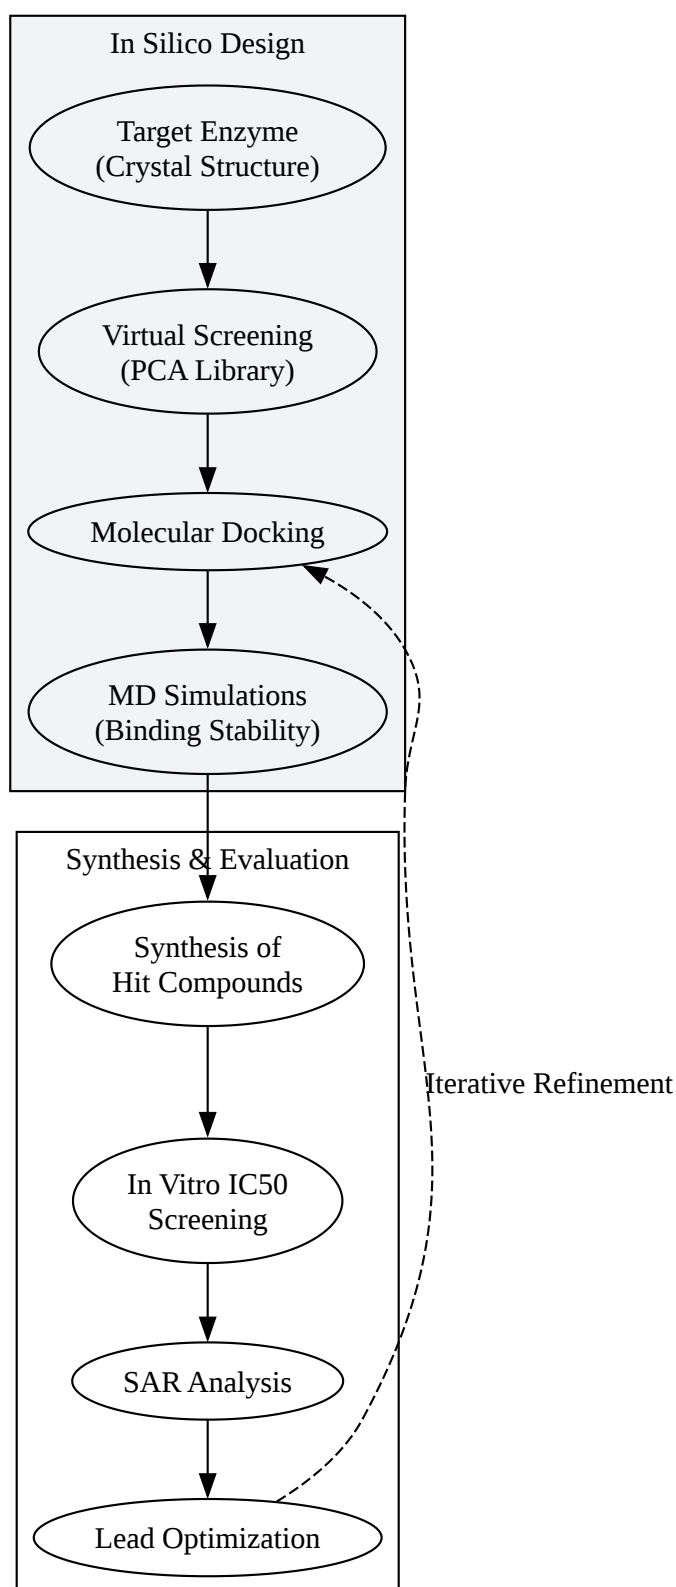 In Silico Design
Target Enzyme
(Crystal Structure)
Virtual Screening
(PCA Library)
Molecular Docking
MD Simulations
(Binding Stability)
Synthesis & Evaluation
Synthesis of
Hit Compounds
Iterative Refinement
In Vitro IC50
Screening
SAR Analysis
Lead Optimization